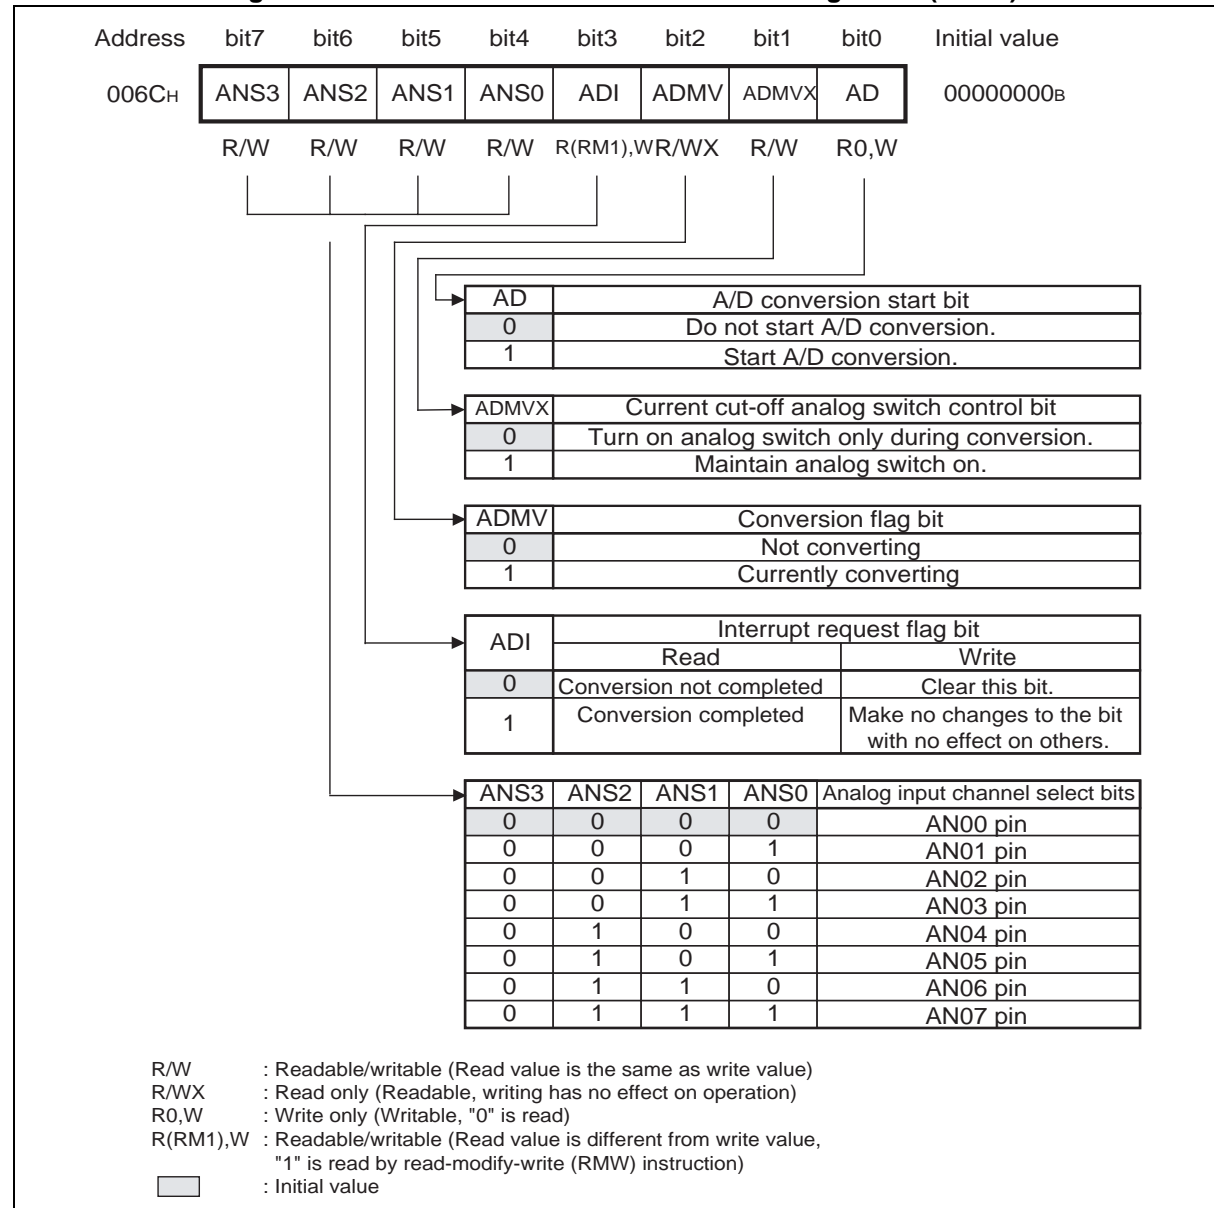 Address bit7 bit6 bit5 bit4 bit3 bit2 bit1 bit0 Initial value
006CH ANS3 ANS2 ANS1 ANS0 ADI ADMV ADMVX AD 00000000B
R/W R/W R/W R/W R(RM1),W R/WX R/W R0,W
AD A/D conversion start bit
0 Do not start A/D conversion.
1 Start A/D conversion.
ADMVX Current cut-off analog switch control bit
0 Turn on analog switch only during conversion.
1 Maintain analog switch on.
ADMV Conversion flag bit
0 Not converting
1 Currently converting
ADI Interrupt request flag bit
Read Write
0 Conversion not completed Clear this bit.
1 Conversion completed Make no changes to the bit
with no effect on others.
ANS3 ANS2 ANS1 ANS0 Analog input channel select bits
0 0 0 0 AN00 pin
0 0 0 1 AN01 pin
0 0 1 0 AN02 pin
0 0 1 1 AN03 pin
0 1 0 0 AN04 pin
0 1 0 1 AN05 pin
0 1 1 0 AN06 pin
0 1 1 1 AN07 pin
R/W : Readable/writable (Read value is the same as write value)
R/WX : Read only (Readable, writing has no effect on operation)
R0,W : Write only (Writable, "0" is read)
R(RM1),W : Readable/writable (Read value is different from write value,
"1" is read by read-modify-write (RMW) instruction)
: Initial value